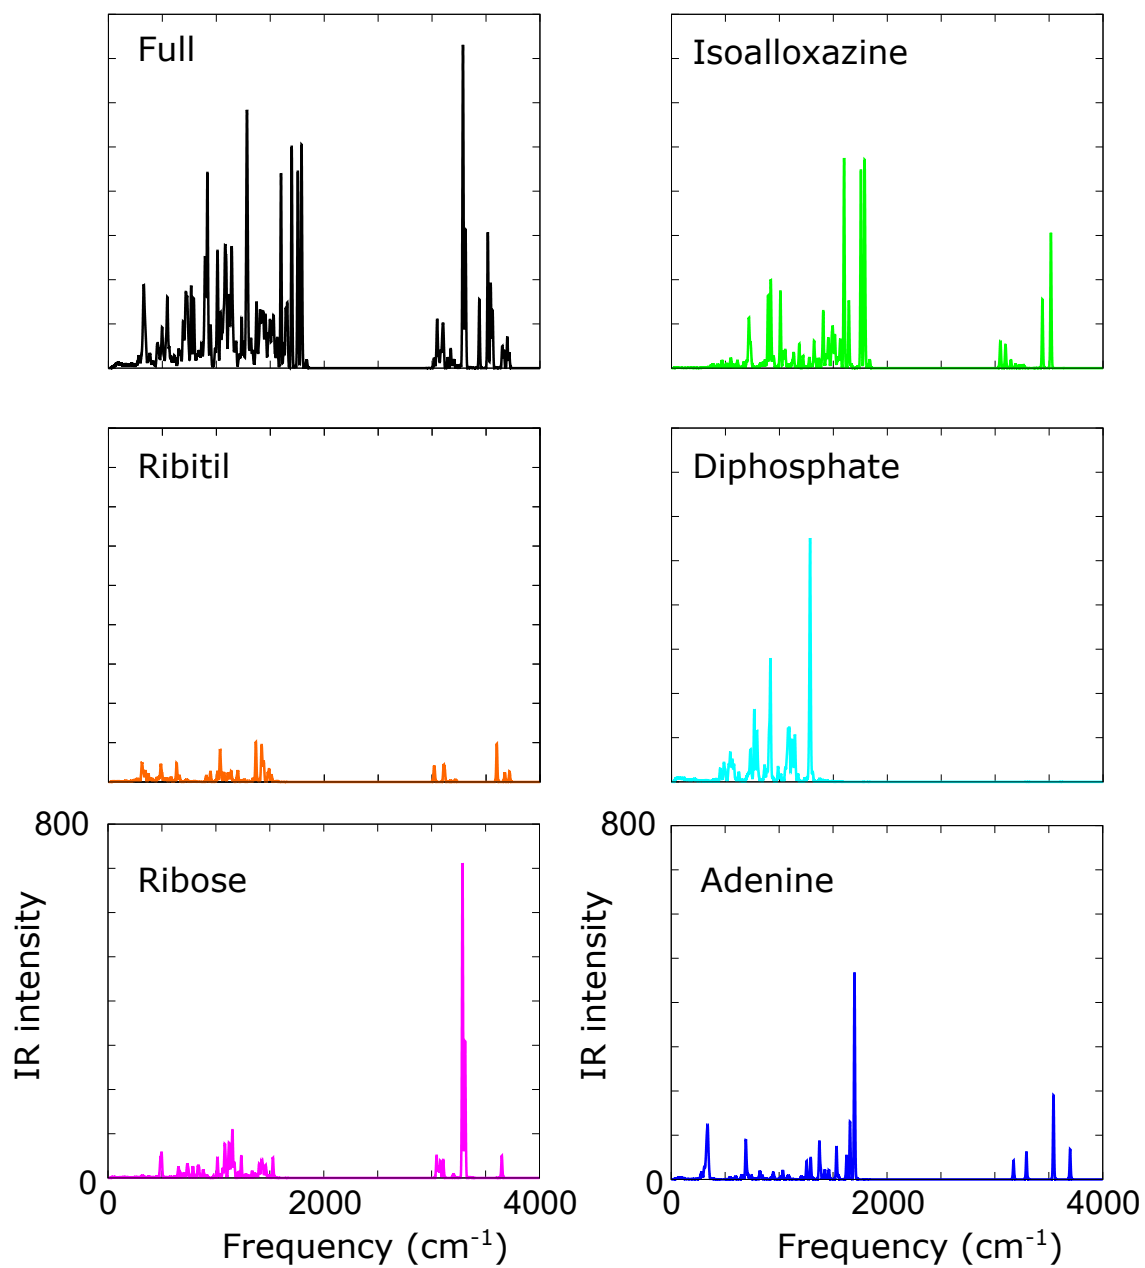 Full
Isoalloxazine
Ribitil
Diphosphate
800
800
Ribose
Adenine
IR intensity
IR intensity
0
0
0 2000 4000
0 2000 4000
Frequency (cm⁻¹)
Frequency (cm⁻¹)